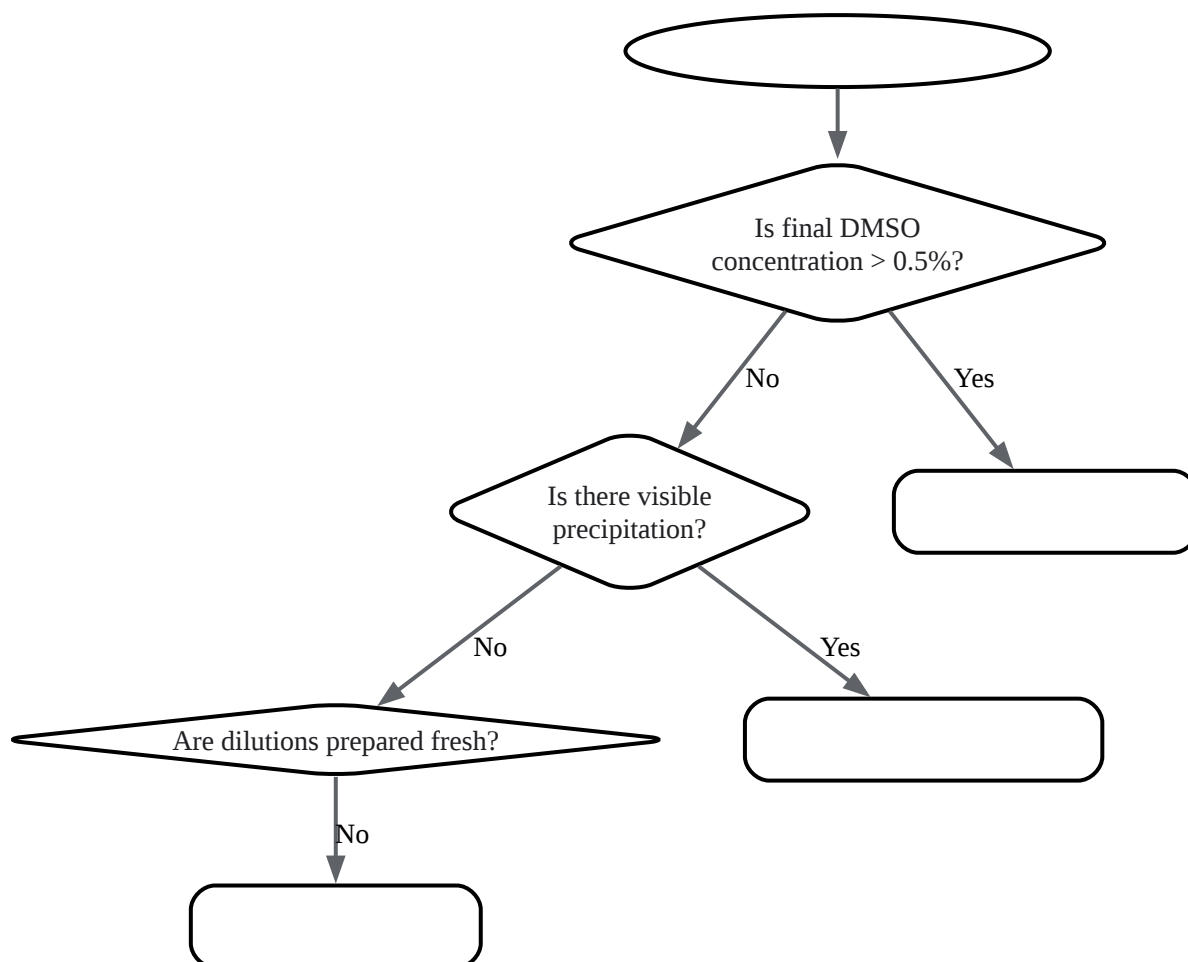 Is final DMSO
concentration > 0.5%?
No
Yes
Is there visible
precipitation?
No
Yes
Are dilutions prepared fresh?
No